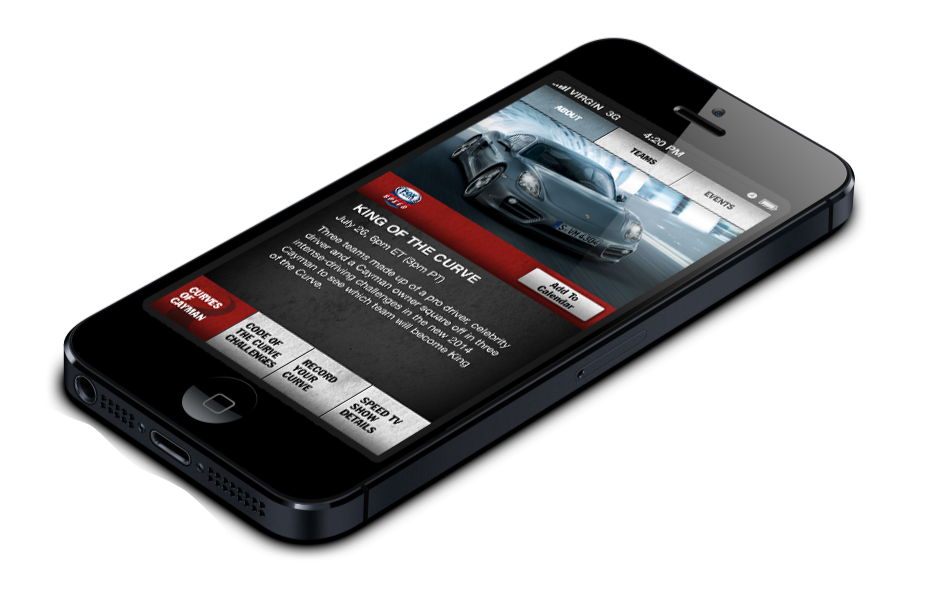 VIRGIN 3G 4:20 PM
ABOUT
TEAMS
EVENTS
FOX
SPEED
KING OF THE CURVE
July 26, 6pm ET (3pm PT)
Three teams made up of a pro driver, celebrity
driver and a Cayman owner square off in three
intense-driving challenges in the new 2014
Cayman to see which team will become King
of the Curve.
Add To
Calendar
CURVES
OF
CAYMAN
CODE OF
THE CURVE
CHALLENGES
RECORD
YOUR
CURVE
SPEED TV
SHOW
DETAILS